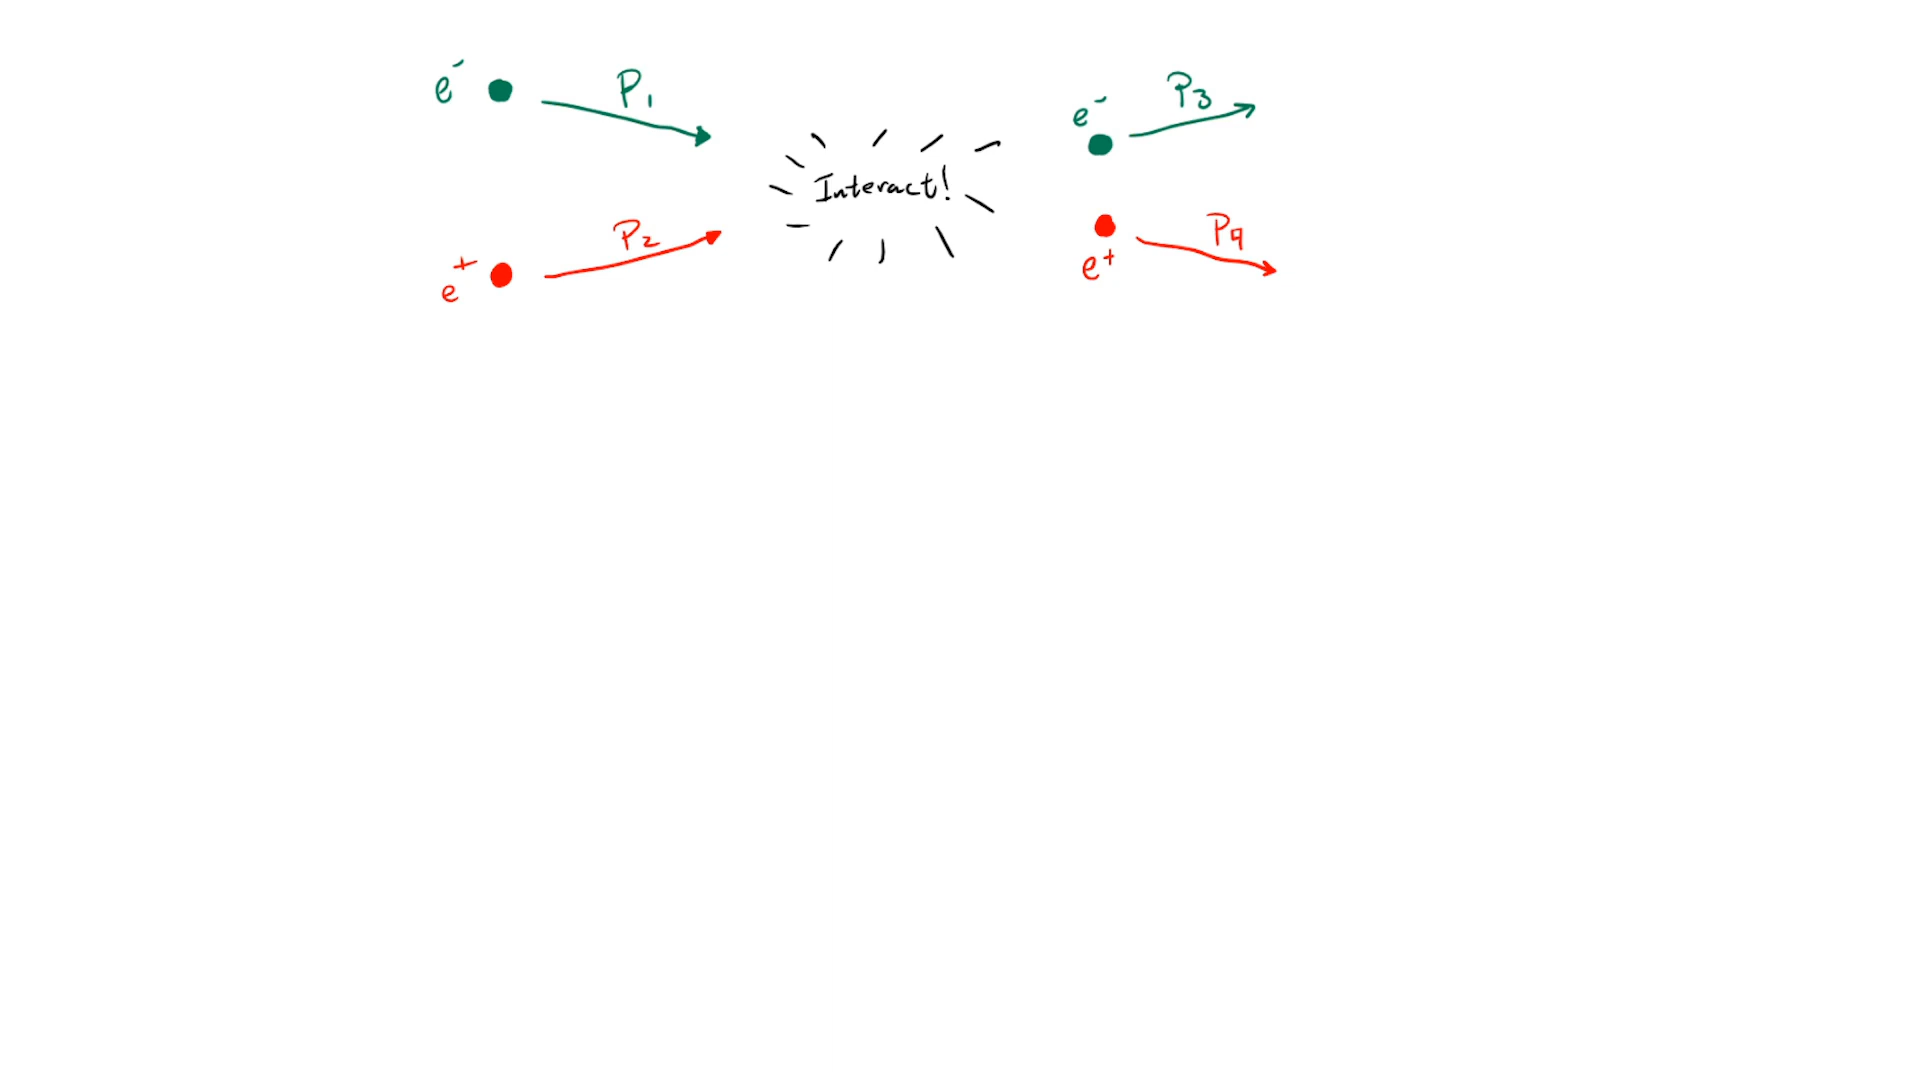 e⁻ P₁
e⁻ P₃
Interact!
e⁺ P₂
e⁺ P₄